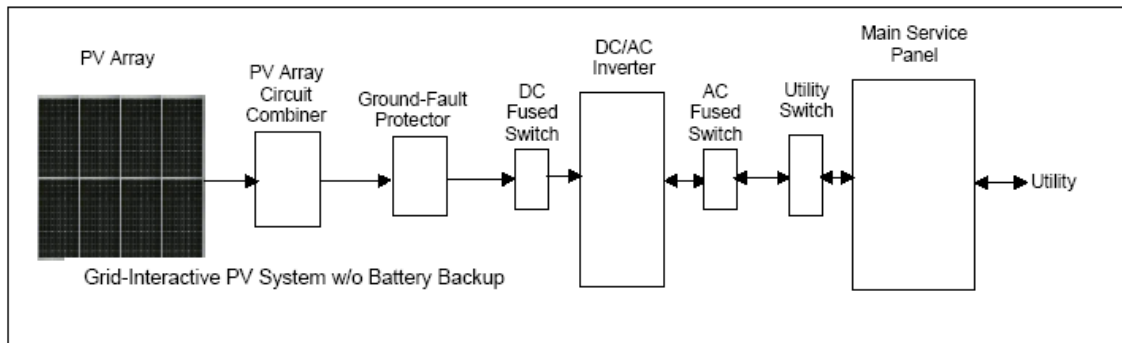 PV Array
PV Array
Circuit
Combiner
Ground-Fault
Protector
DC
Fused
Switch
DC/AC
Inverter
AC
Fused
Switch
Utility
Switch
Main Service
Panel
Utility
Grid-Interactive PV System w/o Battery Backup